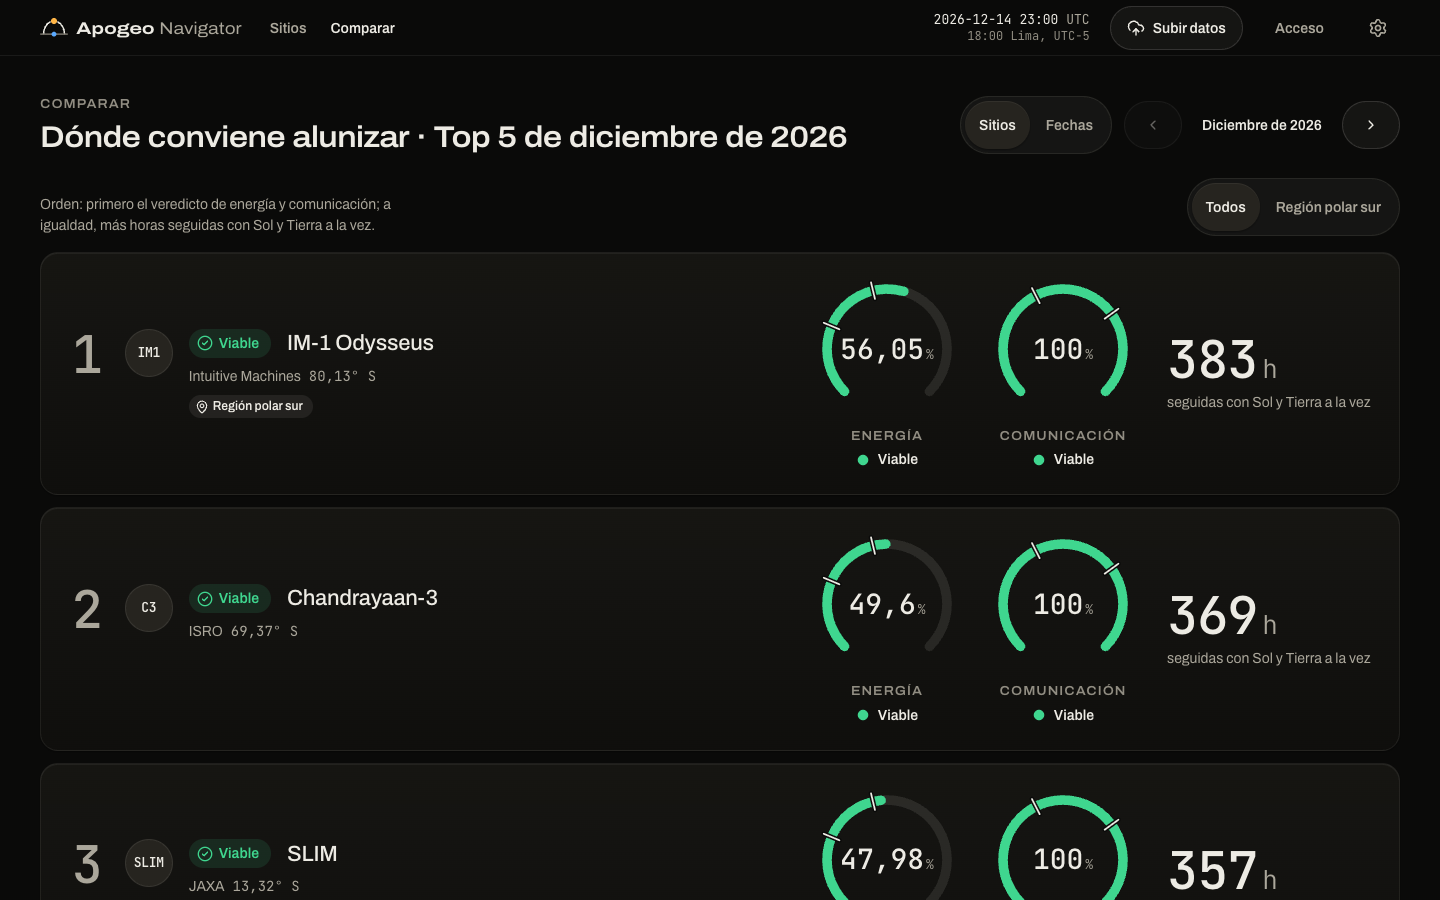 Apogeo Navigator
Sitios
Comparar
2026-12-14 23:00 UTC
18:00 Lima, UTC-5
Subir datos
Acceso
COMPARAR
Dónde conviene alunizar · Top 5 de diciembre de 2026
Sitios
Fechas
Diciembre de 2026
Orden: primero el veredicto de energía y comunicación; a
igualdad, más horas seguidas con Sol y Tierra a la vez.
Todos
Región polar sur
1
IM1
Viable
IM-1 Odysseus
Intuitive Machines 80,13° S
Región polar sur
56,05%
ENERGÍA
Viable
100%
COMUNICACIÓN
Viable
383 h
seguidas con Sol y Tierra a la vez
2
C3
Viable
Chandrayaan-3
ISRO 69,37° S
49,6%
ENERGÍA
Viable
100%
COMUNICACIÓN
Viable
369 h
seguidas con Sol y Tierra a la vez
3
SLIM
Viable
SLIM
JAXA 13,32° S
47,98%
100%
357 h